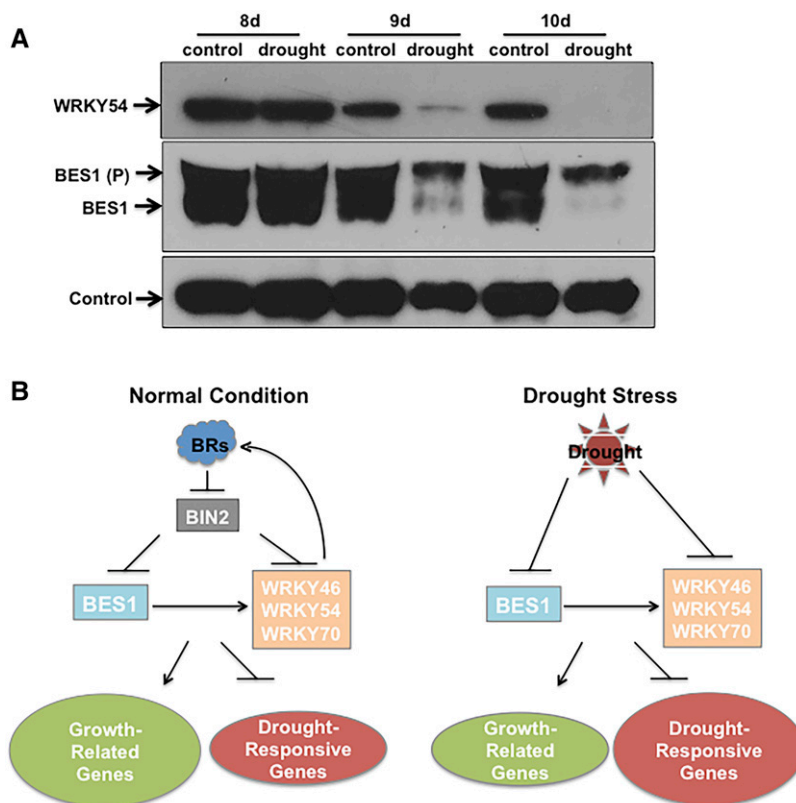 A
8d 9d 10d
control drought control drought control drought
WRKY54
BES1 (P)
BES1
Control
B
Normal Condition
BRs
BIN2
BES1
WRKY46
WRKY54
WRKY70
Growth-
Related
Genes
Drought-
Responsive
Genes
Drought Stress
Drought
BES1
WRKY46
WRKY54
WRKY70
Growth-
Related
Genes
Drought-
Responsive
Genes